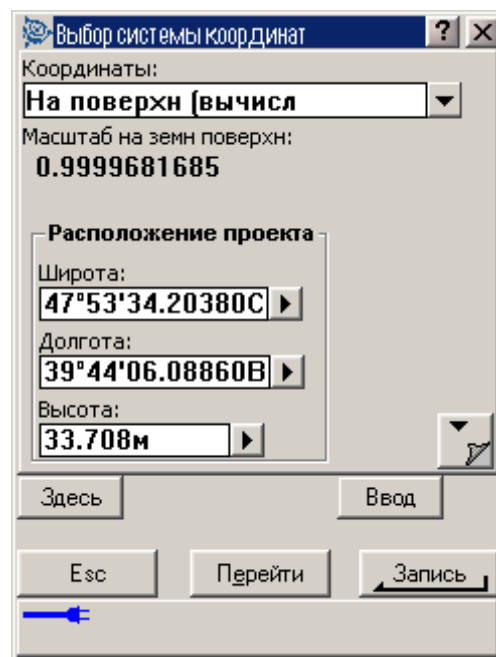 Выбор системы координат ? ×
Координаты:
На поверхн (вычисл
Масштаб на земн поверхн:
0.9999681685
Расположение проекта
Широта:
47°53'34.20380С
Долгота:
39°44'06.08860В
Высота:
33.708м
Здесь Ввод
Esc Перейти Запись